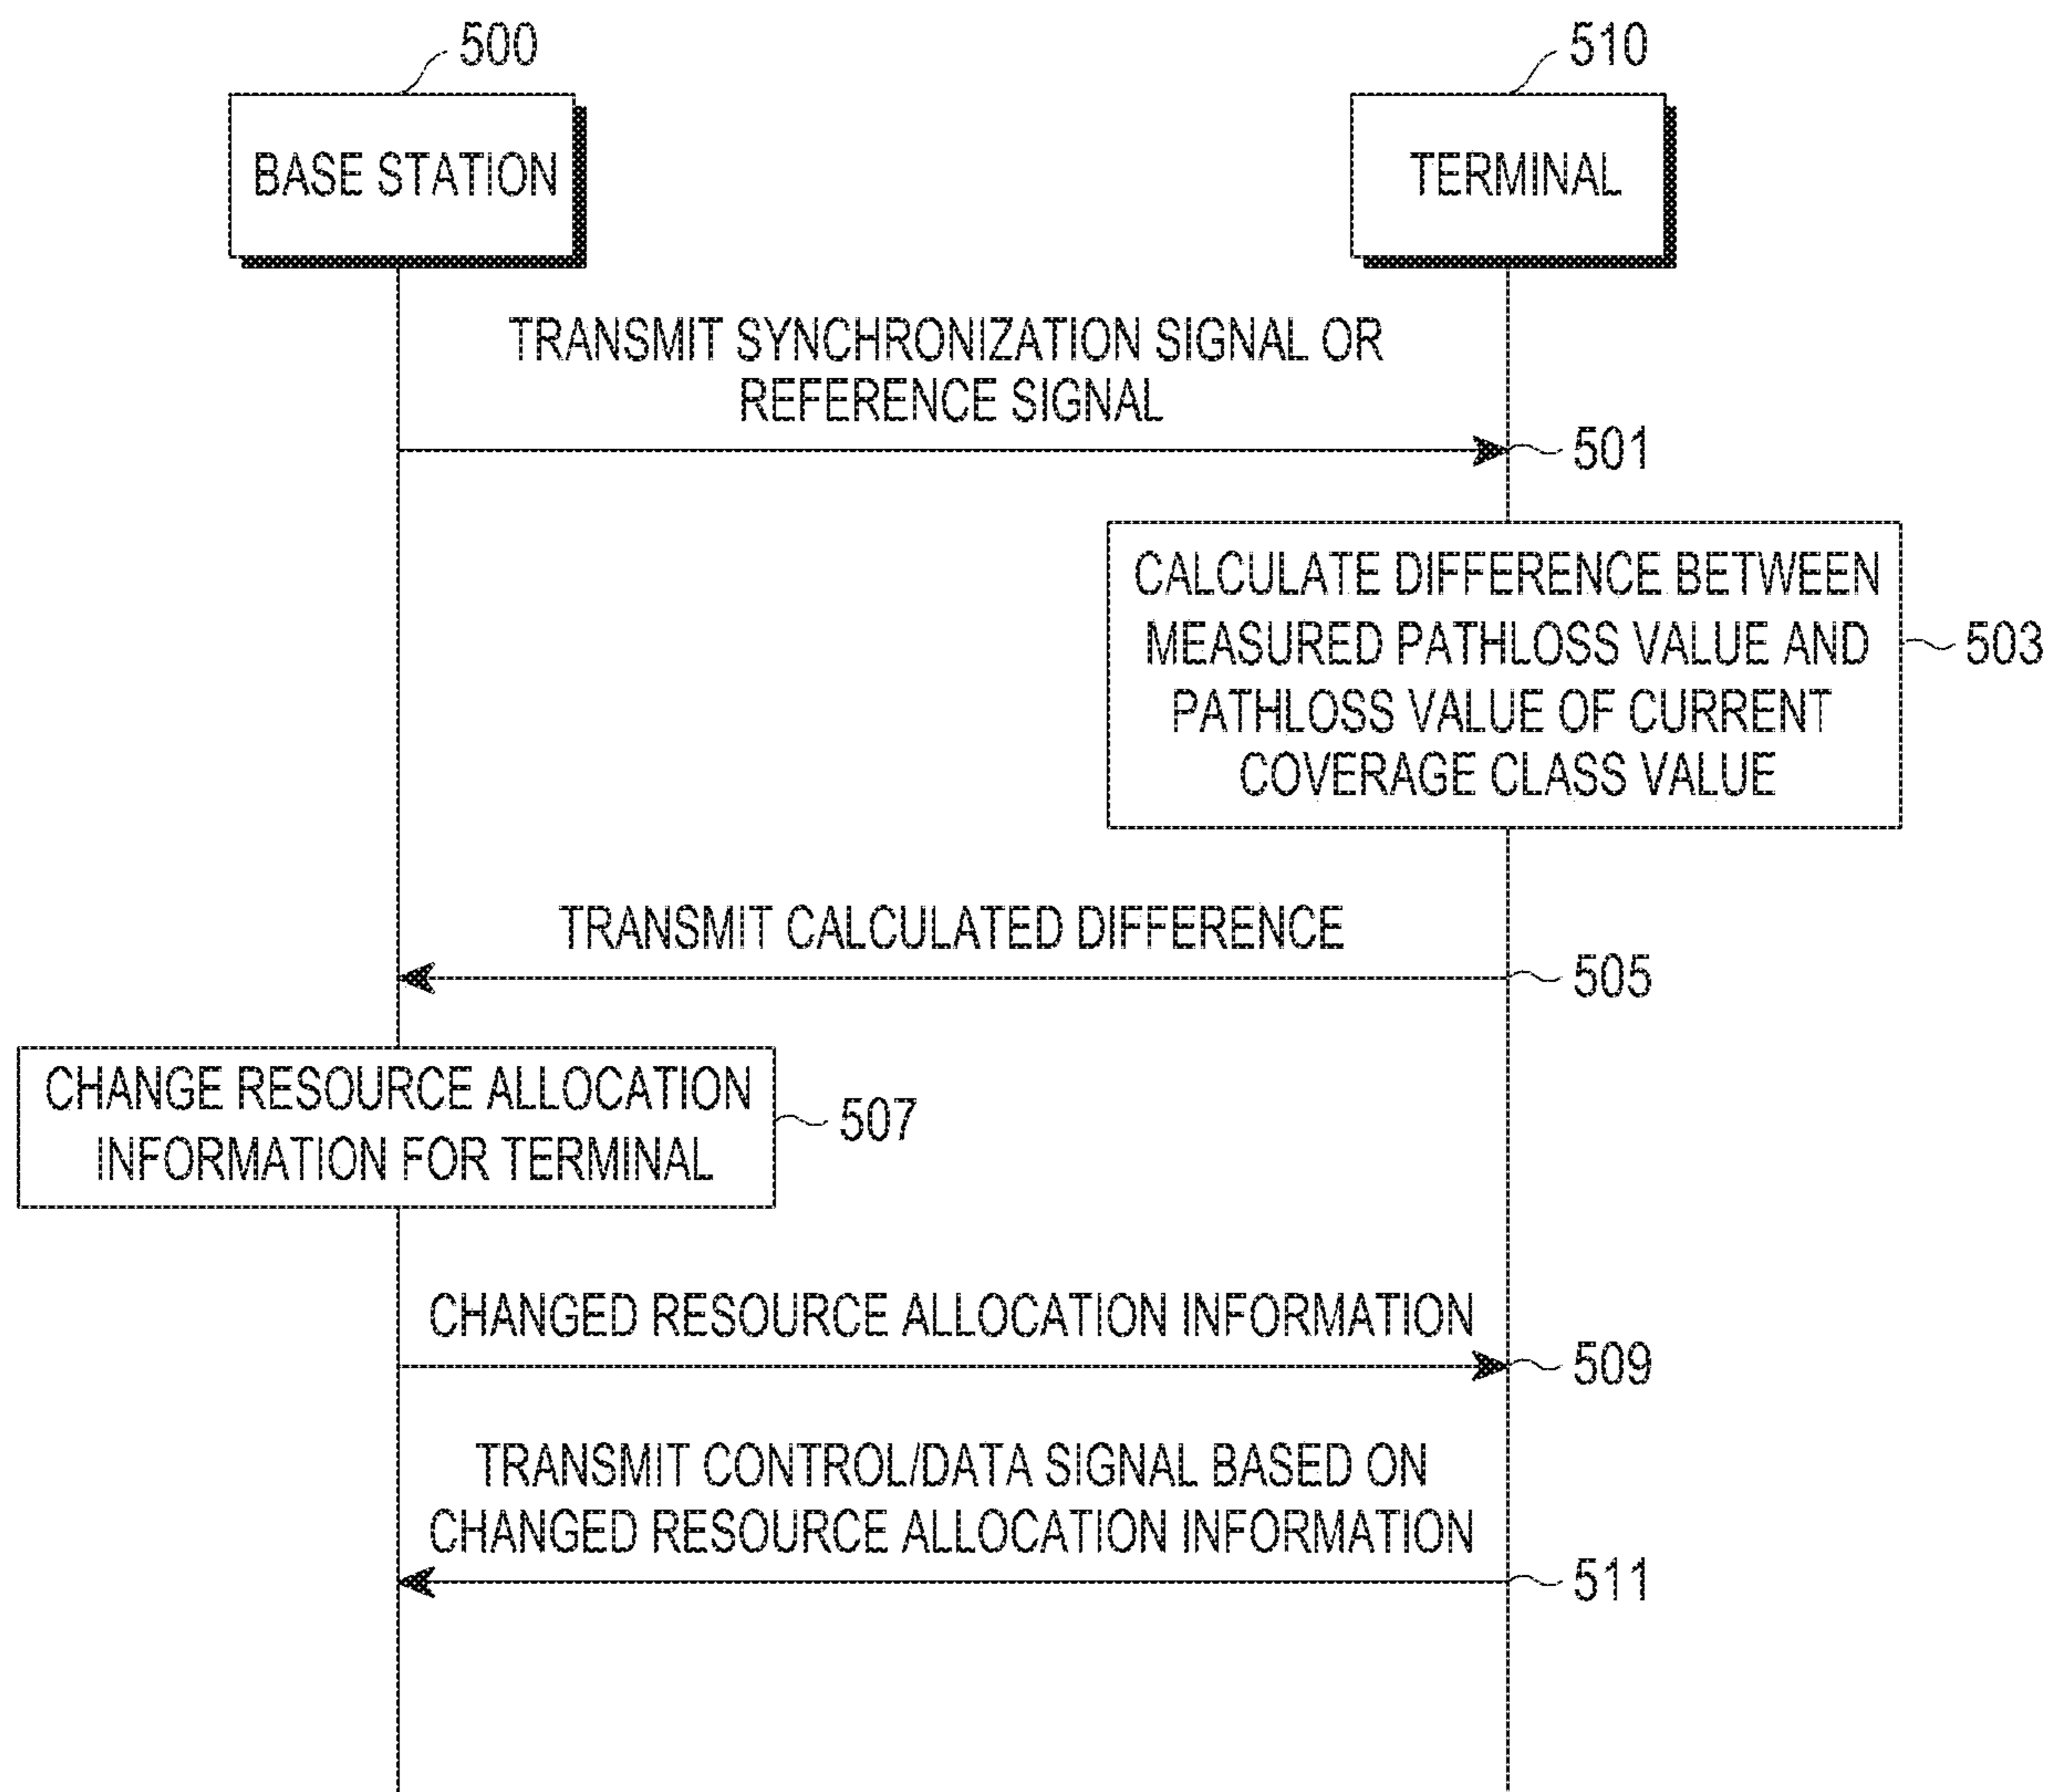 500
510
BASE STATION
TERMINAL
TRANSMIT SYNCHRONIZATION SIGNAL OR
REFERENCE SIGNAL
501
CALCULATE DIFFERENCE BETWEEN
MEASURED PATHLOSS VALUE AND
PATHLOSS VALUE OF CURRENT
COVERAGE CLASS VALUE
503
TRANSMIT CALCULATED DIFFERENCE
505
CHANGE RESOURCE ALLOCATION
INFORMATION FOR TERMINAL
507
CHANGED RESOURCE ALLOCATION INFORMATION
509
TRANSMIT CONTROL/DATA SIGNAL BASED ON
CHANGED RESOURCE ALLOCATION INFORMATION
511